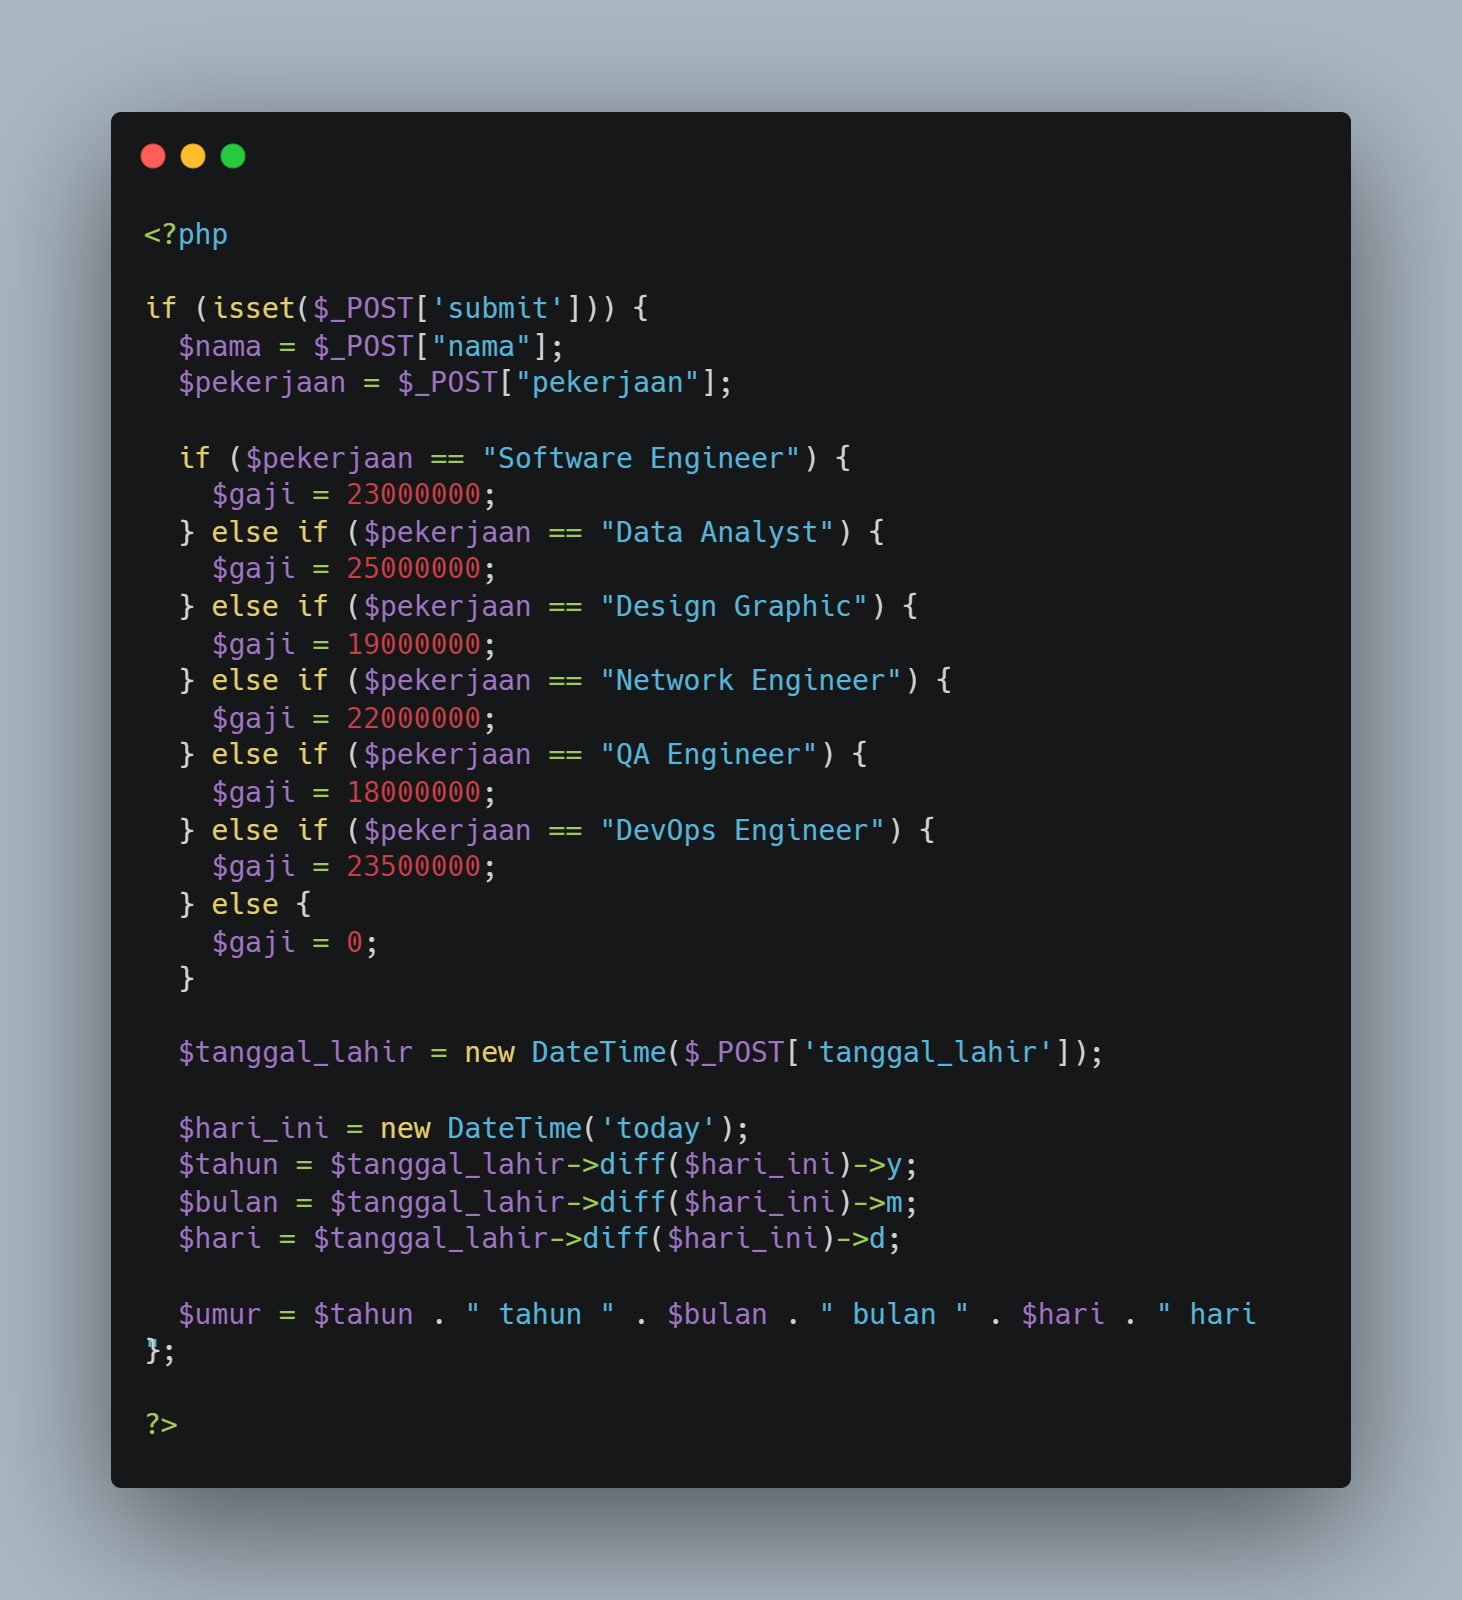 <?php

if (isset($_POST['submit'])) {
  $nama = $_POST["nama"];
  $pekerjaan = $_POST["pekerjaan"];

  if ($pekerjaan == "Software Engineer") {
    $gaji = 23000000;
  } else if ($pekerjaan == "Data Analyst") {
    $gaji = 25000000;
  } else if ($pekerjaan == "Design Graphic") {
    $gaji = 19000000;
  } else if ($pekerjaan == "Network Engineer") {
    $gaji = 22000000;
  } else if ($pekerjaan == "QA Engineer") {
    $gaji = 18000000;
  } else if ($pekerjaan == "DevOps Engineer") {
    $gaji = 23500000;
  } else {
    $gaji = 0;
  }

  $tanggal_lahir = new DateTime($_POST['tanggal_lahir']);

  $hari_ini = new DateTime('today');
  $tahun = $tanggal_lahir->diff($hari_ini)->y;
  $bulan = $tanggal_lahir->diff($hari_ini)->m;
  $hari = $tanggal_lahir->diff($hari_ini)->d;

  $umur = $tahun . " tahun " . $bulan . " bulan " . $hari . " hari
};

?>